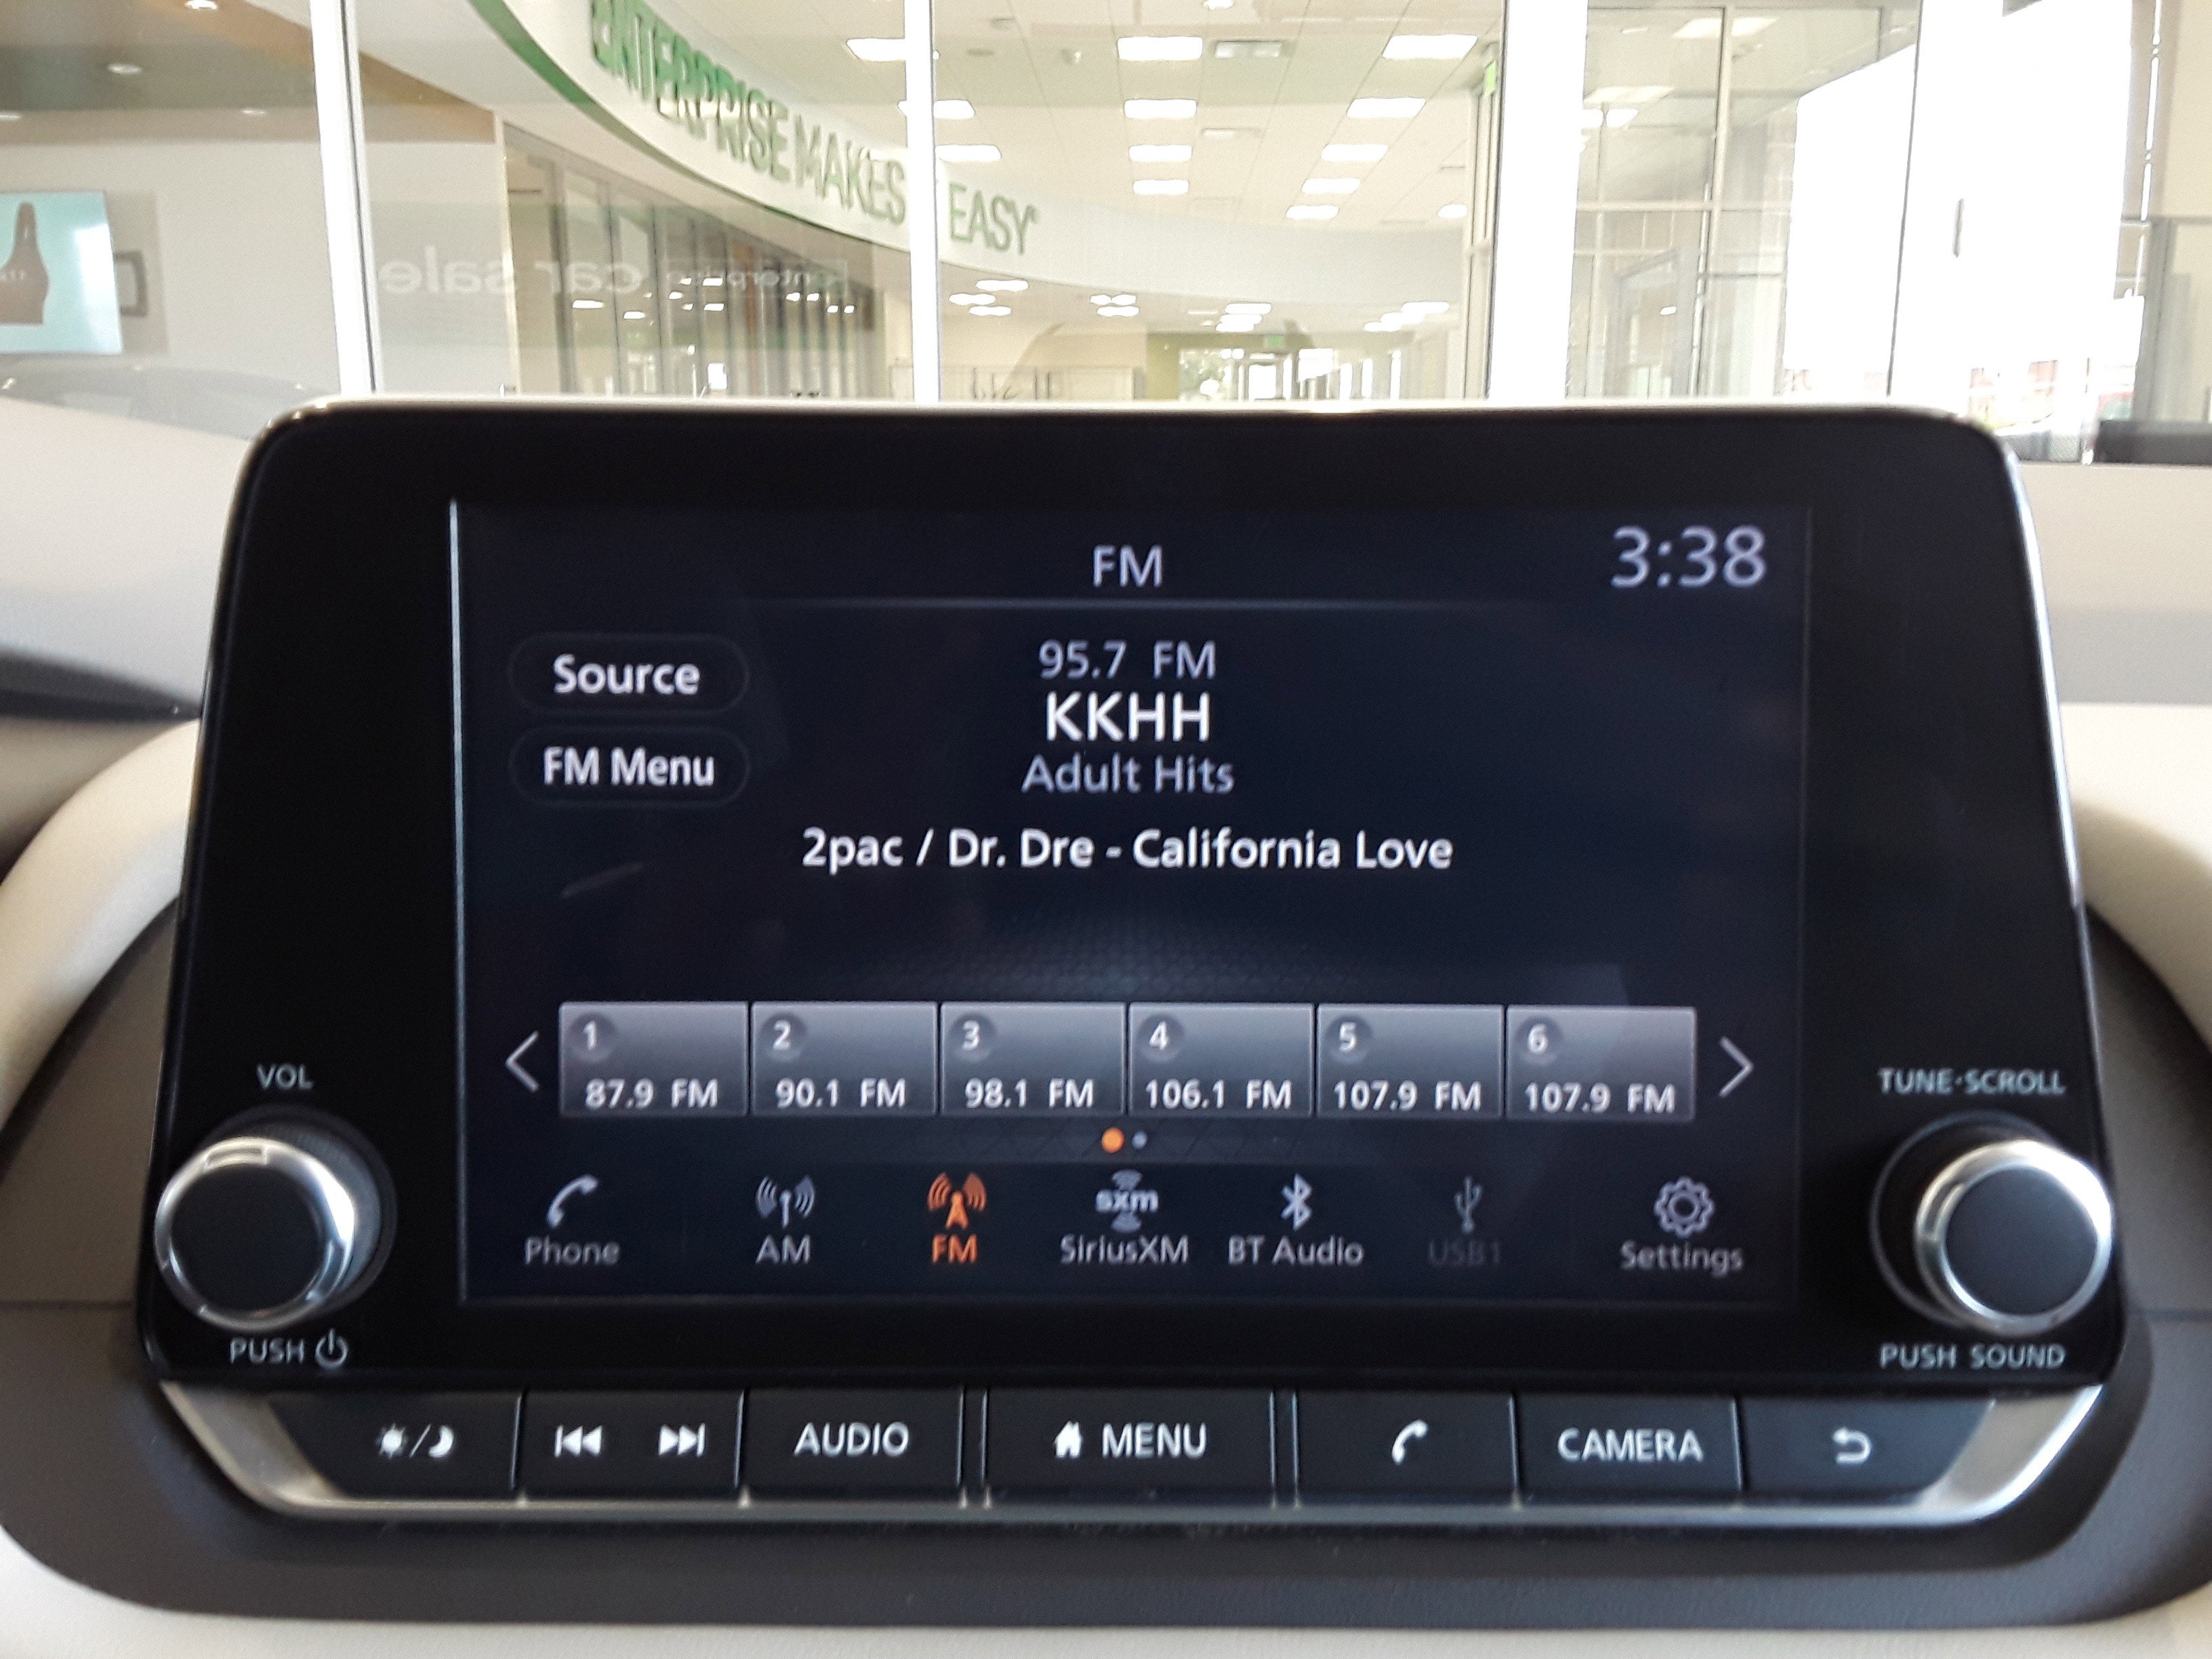 ENTERPRISE MAKES
EASY
enterprise car sales
FM
3:38
Source
95.7 FM
KKHH
FM Menu
Adult Hits
2pac / Dr. Dre - California Love
1
2
3
4
5
6
87.9 FM
90.1 FM
98.1 FM
106.1 FM
107.9 FM
107.9 FM
VOL
TUNE·SCROLL
sxm
Phone
AM
FM
SiriusXM
BT Audio
USB1
Settings
PUSH
PUSH SOUND
AUDIO
MENU
CAMERA